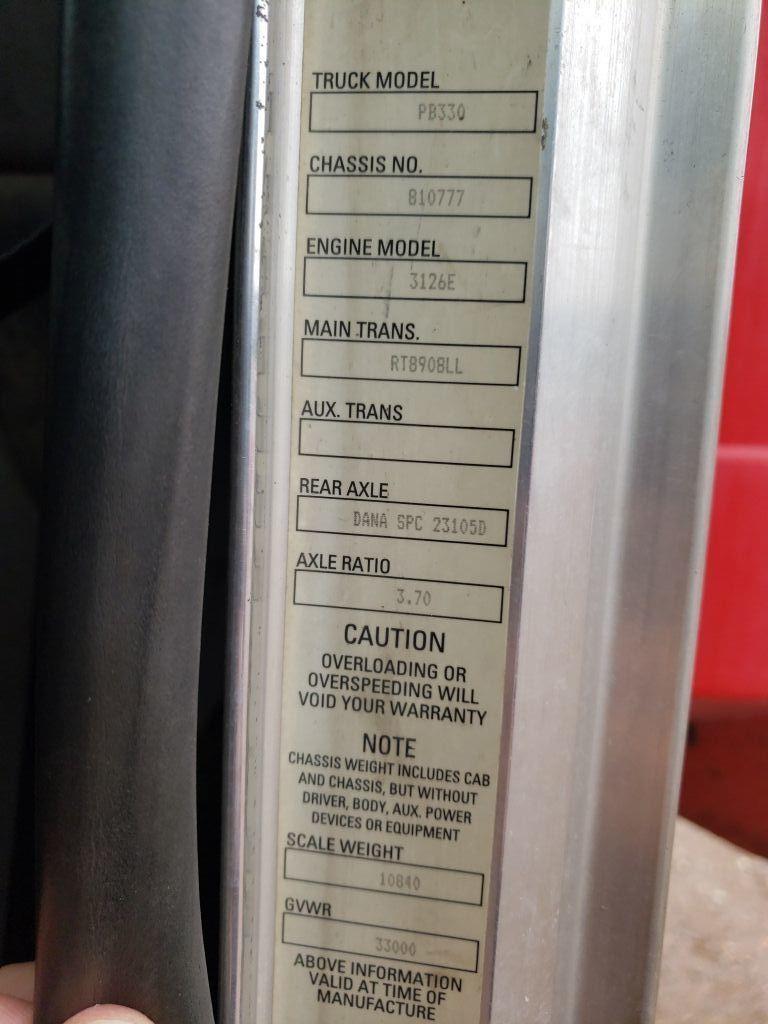 TRUCK MODEL
PB330
CHASSIS NO.
810777
ENGINE MODEL
3126E
MAIN TRANS.
RT8908LL
AUX. TRANS
REAR AXLE
DANA SPC 23105D
AXLE RATIO
3.70
CAUTION
OVERLOADING OR
OVERSPEEDING WILL
VOID YOUR WARRANTY
NOTE
CHASSIS WEIGHT INCLUDES CAB
AND CHASSIS, BUT WITHOUT
DRIVER, BODY, AUX. POWER
DEVICES OR EQUIPMENT
SCALE WEIGHT
10840
GVWR
33000
ABOVE INFORMATION
VALID AT TIME OF
MANUFACTURE